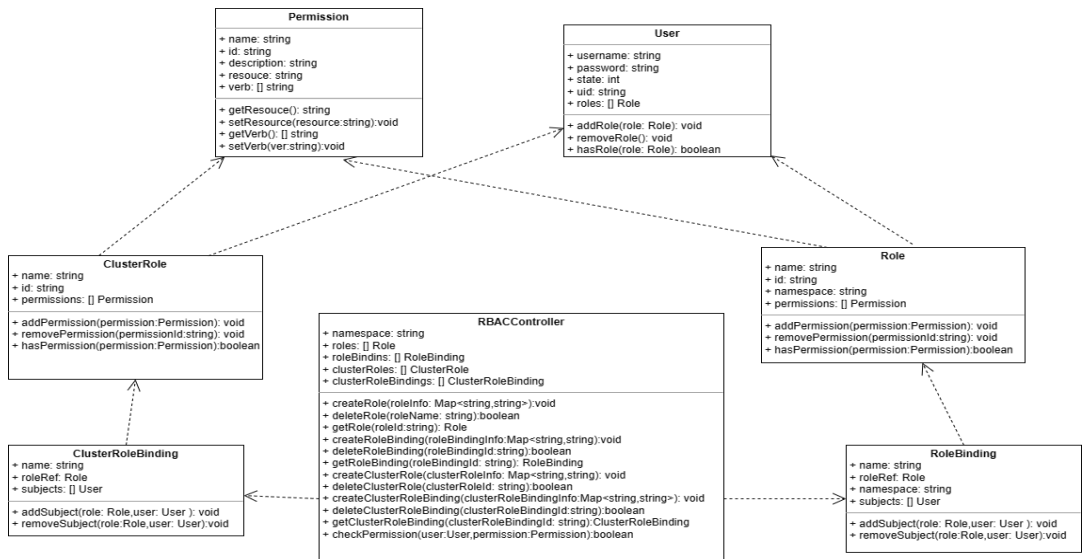 Permission
+ name: string
+ id: string
+ description: string
+ resouce: string
+ verb: [] string
+ getResouce(): string
+ setResource(resource:string):void
+ getVerb(): [] string
+ setVerb(ver:string):void
User
+ username: string
+ password: string
+ state: int
+ uid: string
+ roles: [] Role
+ addRole(role: Role): void
+ removeRole(): void
+ hasRole(role: Role): boolean
ClusterRole
+ name: string
+ id: string
+ permissions: [] Permission
+ addPermission(permission:Permission): void
+ removePermission(permissionId:string): void
+ hasPermission(permission:Permission):boolean
Role
+ name: string
+ id: string
+ namespace: string
+ permissions: [] Permission
+ addPermission(permission:Permission): void
+ removePermission(permissionId:string): void
+ hasPermission(permission:Permission):boolean
RBACController
+ namespace: string
+ roles: [] Role
+ roleBindins: [] RoleBinding
+ clusterRoles: [] ClusterRole
+ clusterRoleBindings: [] ClusterRoleBinding
+ createRole(roleInfo: Map<string,string>):void
+ deleteRole(roleName: string):boolean
+ getRole(roleId:string): Role
+ createRoleBinding(roleBindingInfo:Map<string,string):void
+ deleteRoleBinding(roleBindingId:string):boolean
+ getRoleBinding(roleBindingId: string): RoleBinding
+ createClusterRole(clusterRoleInfo: Map<string,string): void
+ deleteClusterRole(clusterRoleId: string):boolean
+ createClusterRoleBinding(clusterRoleBindingInfo:Map<string,string>): void
+ deleteClusterRoleBinding(clusterRoleBindingId:string):boolean
+ getClusterRoleBinding(clusterRoleBindingId: string):ClusterRoleBinding
+ checkPermission(user:User,permission:Permission):boolean
ClusterRoleBinding
+ name: string
+ roleRef: Role
+ subjects: [] User
+ addSubject(role: Role,user: User ): void
+ removeSubject(role:Role,user: User):void
RoleBinding
+ name: string
+ roleRef: Role
+ namespace: string
+ subjects: [] User
+ addSubject(role: Role,user: User ): void
+ removeSubject(role:Role,user: User):void